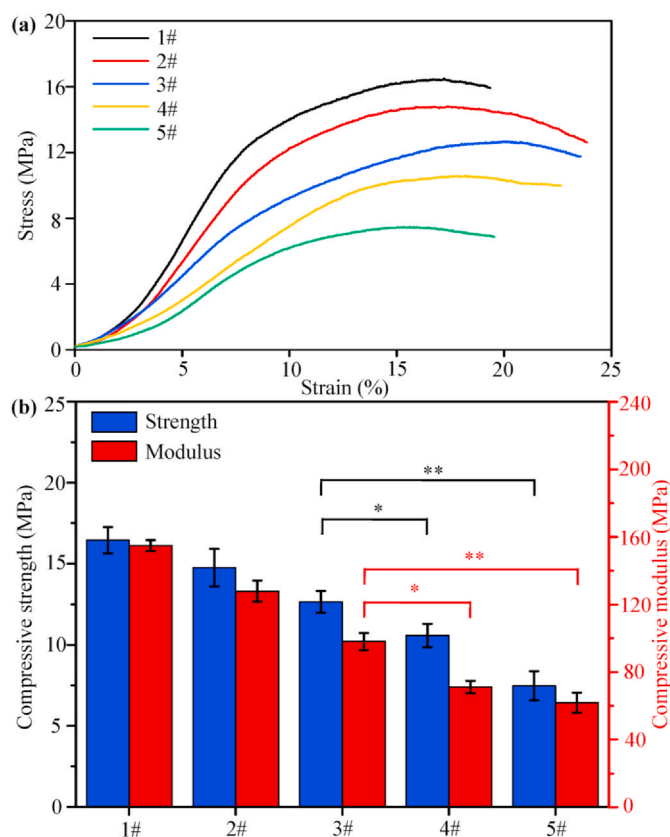 (a)
20
16
12
8
4
0
Stress (MPa)
1#
2#
3#
4#
5#
0 5 10 15 20 25
Strain (%)
(b)
25
20
15
10
5
0
Compressive strength (MPa)
Strength
Modulus
**
*
**
*
240
200
160
120
80
40
0
Compressive modulus (MPa)
1# 2# 3# 4# 5#